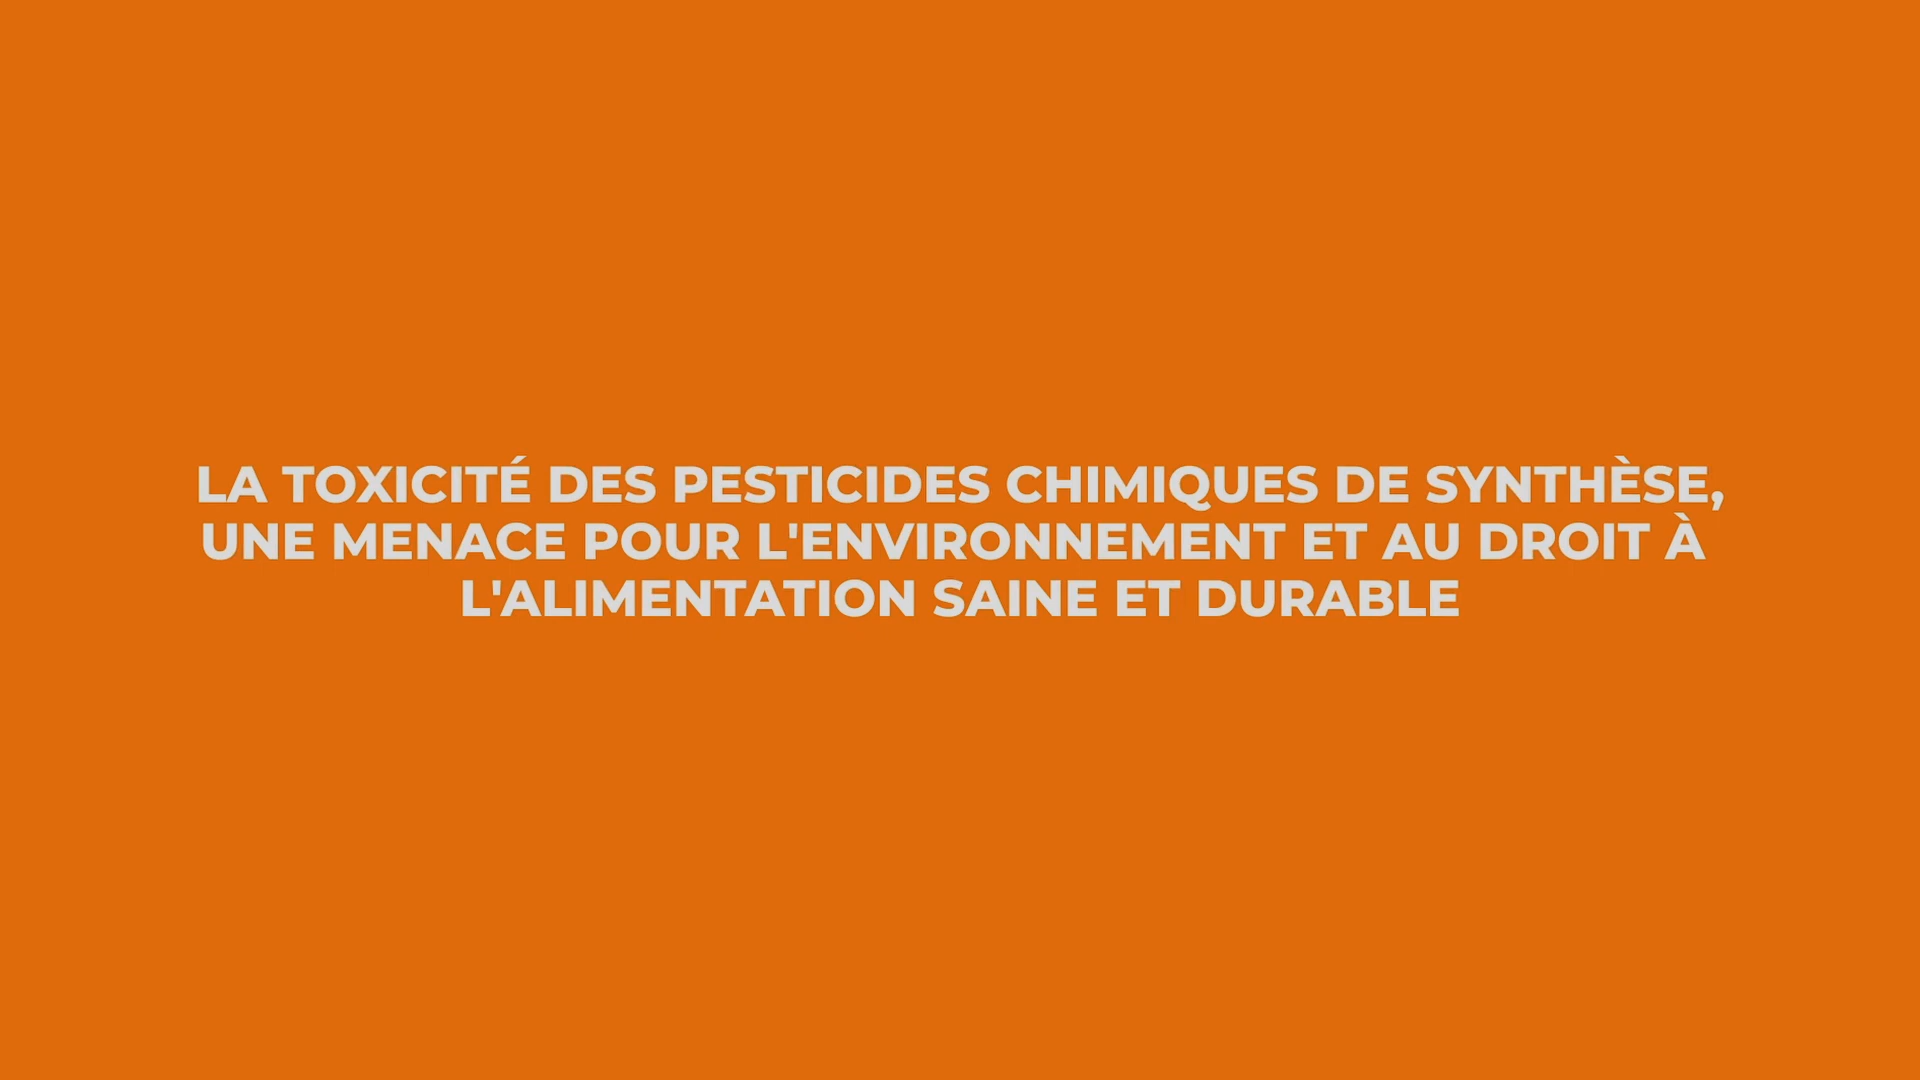 LA TOXICITÉ DES PESTICIDES CHIMIQUES DE SYNTHÈSE,
UNE MENACE POUR L'ENVIRONNEMENT ET AU DROIT À
L'ALIMENTATION SAINE ET DURABLE